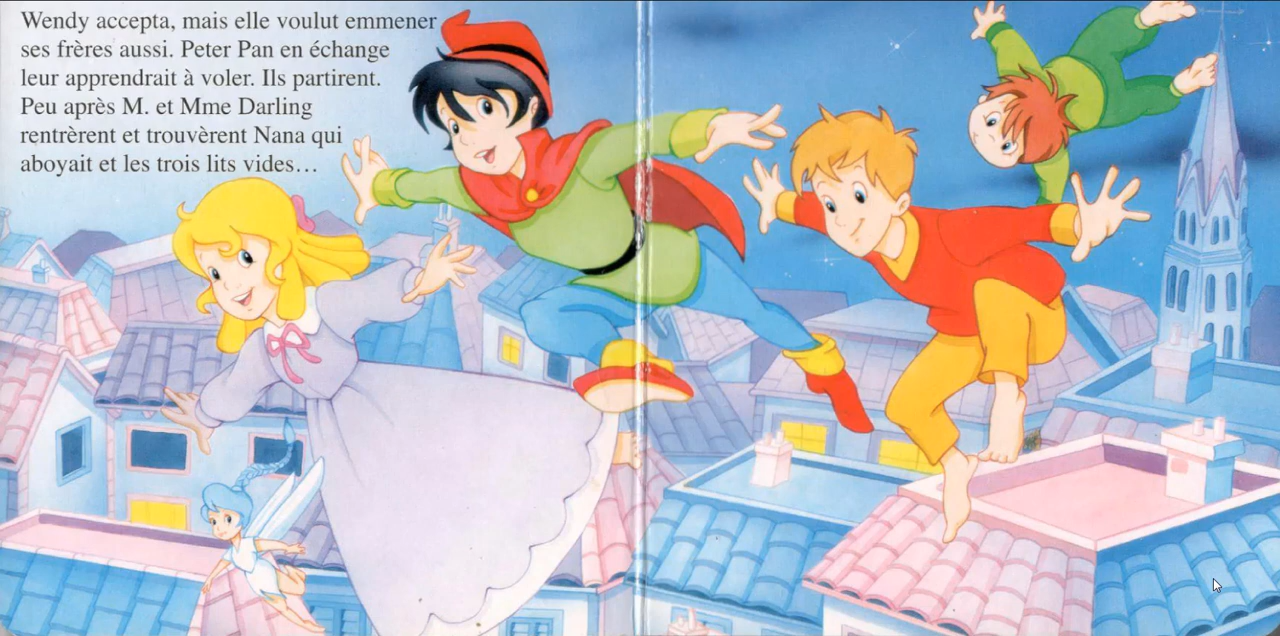 Wendy accepta, mais elle voulut emmener
ses frères aussi. Peter Pan en échange
leur apprendrait à voler. Ils partirent.
Peu après M. et Mme Darling
rentrèrent et trouvèrent Nana qui
aboyait et les trois lits vides…